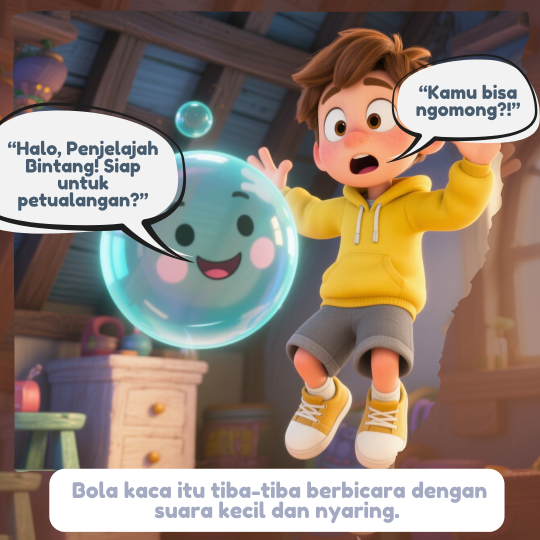 “Halo, Penjelajah
Bintang! Siap
untuk
petualangan?”
“Kamu bisa
ngomong?!”
Bola kaca itu tiba-tiba berbicara dengan
suara kecil dan nyaring.